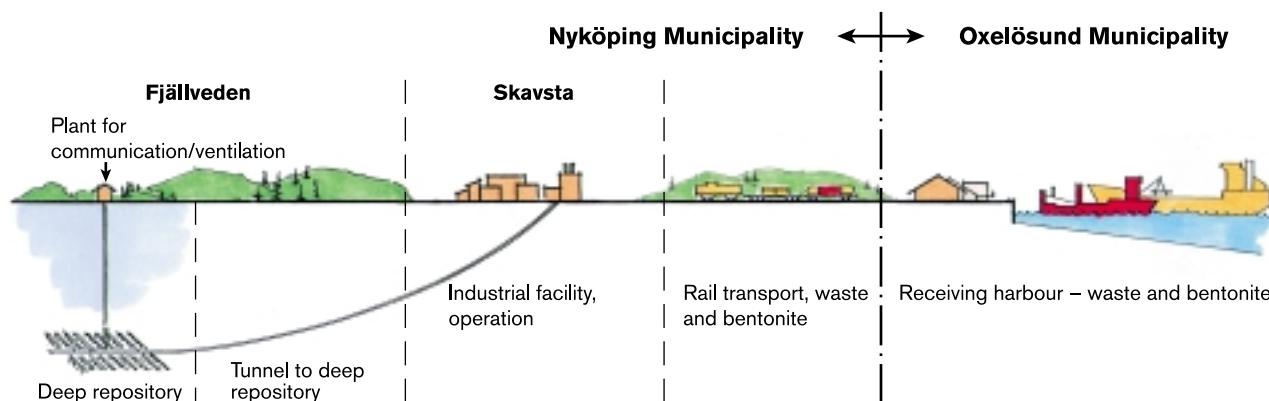 Nyköping Municipality
Oxelösund Municipality
Fjällveden
Skavsta
Plant for
communication/ventilation
Industrial facility,
operation
Rail transport, waste
and bentonite
Receiving harbour – waste and bentonite
Deep repository
Tunnel to deep
repository